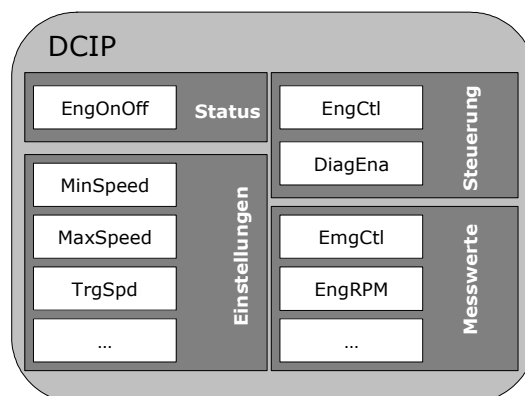 DCIP
EngOnOff
Status
MinSpeed
MaxSpeed
TrgSpd
...
Einstellungen
EngCtl
DiagEna
Steuerung
EmgCtl
EngRPM
...
Messwerte